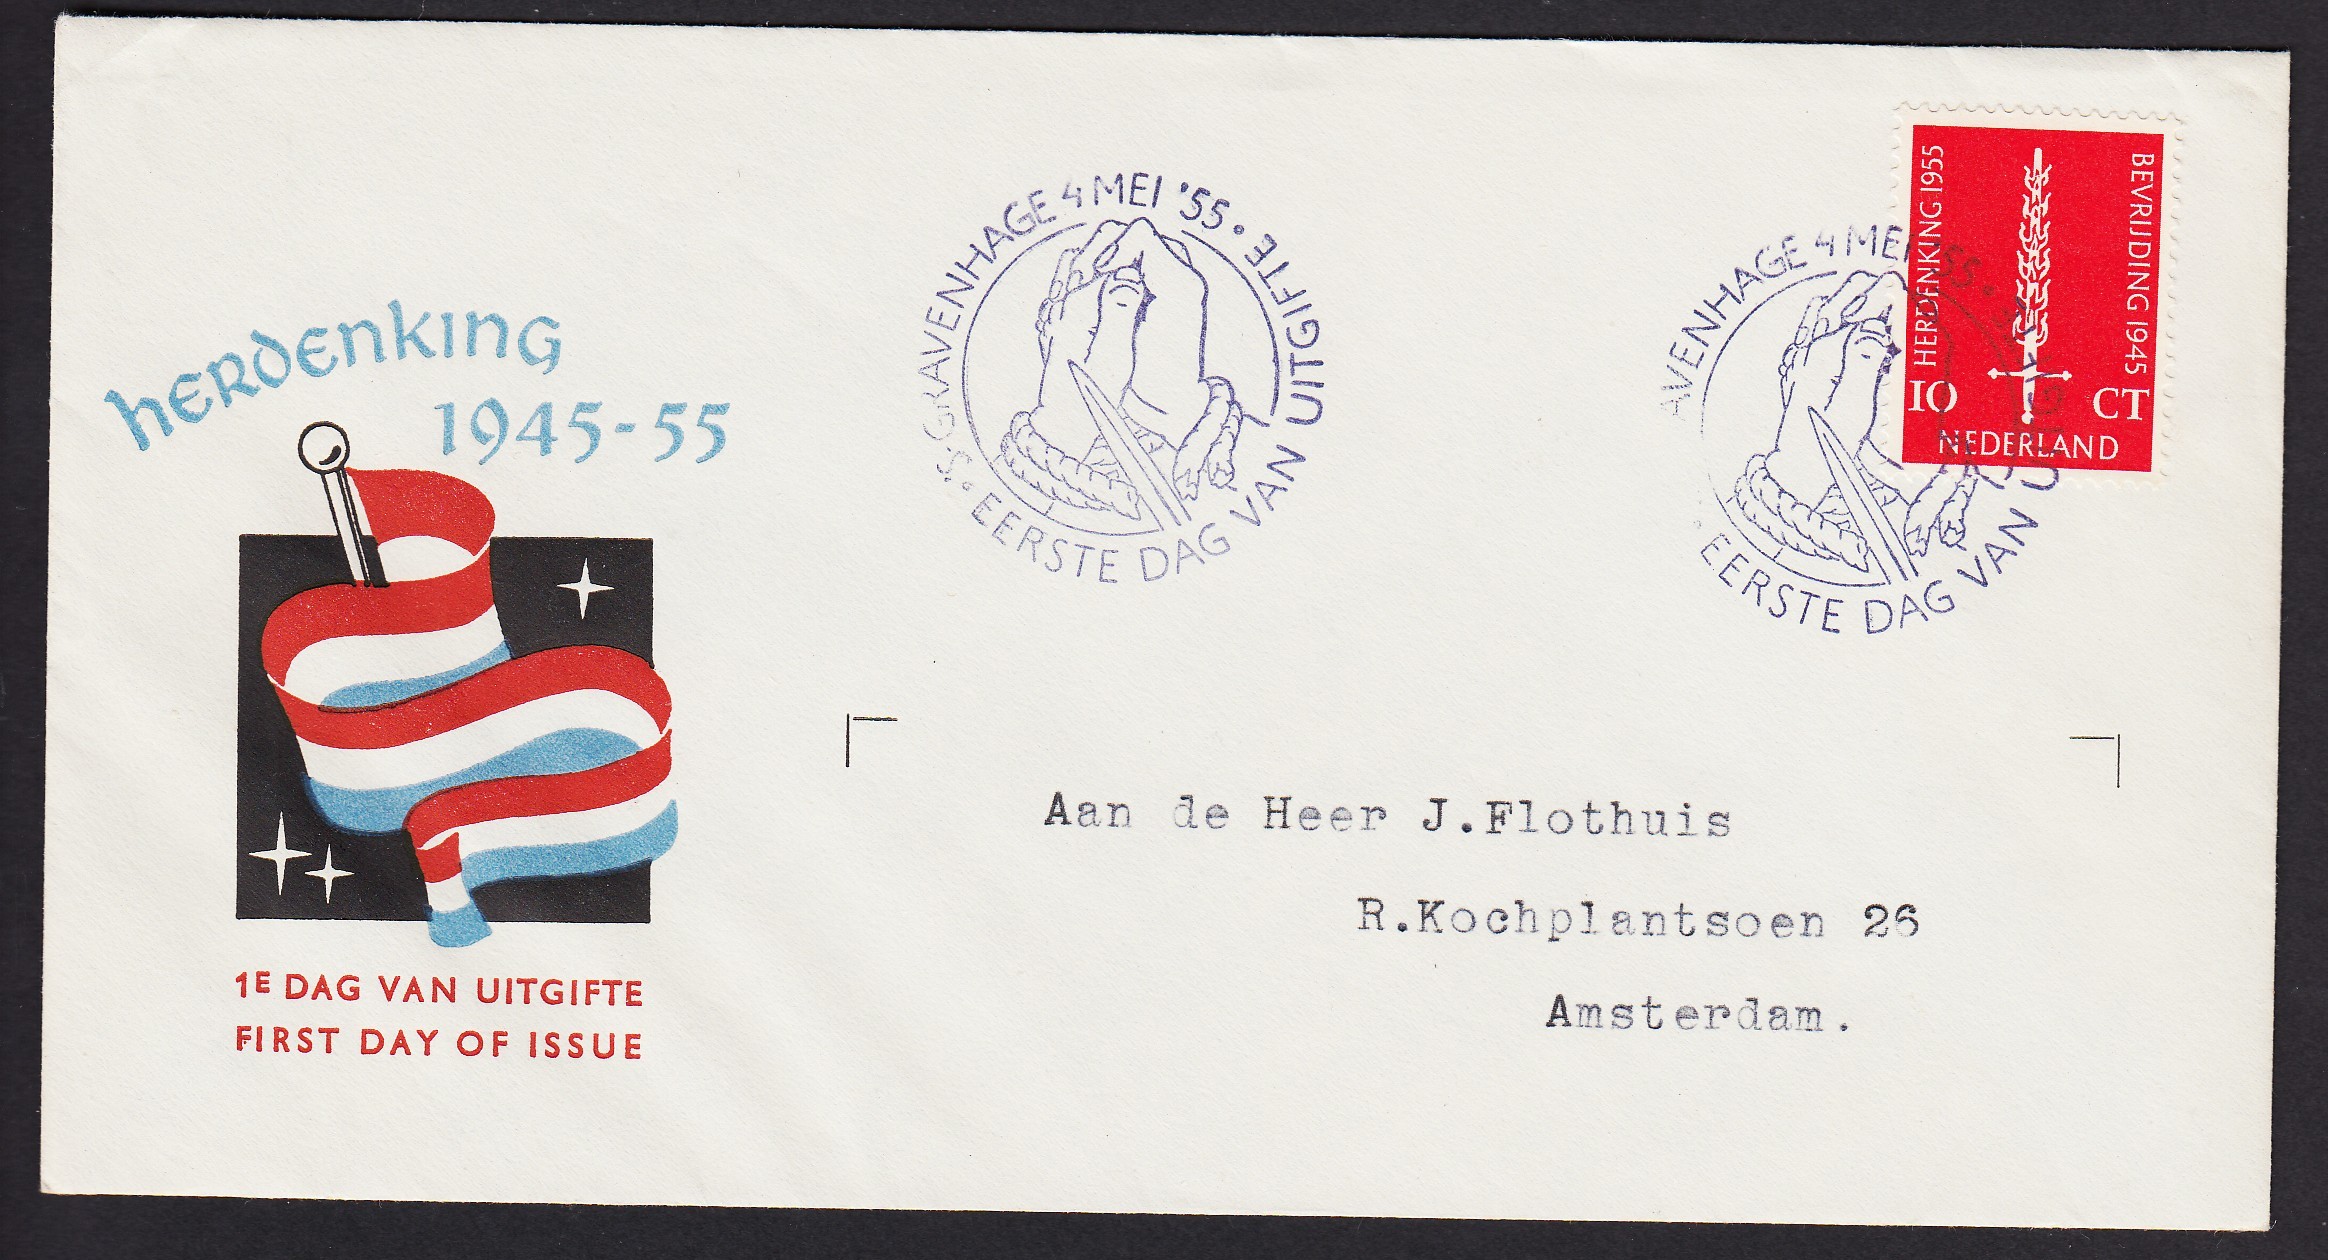 HERDENKING
1945-55
1E DAG VAN UITGIFTE
FIRST DAY OF ISSUE
'S-GRAVENHAGE 4 MEI '55 · EERSTE DAG VAN UITGIFTE ·
AVENHAGE 4 MEI '55 · EERSTE DAG VAN U
HERDENKING 1955
BEVRIJDING 1945
10 CT
NEDERLAND
Aan de Heer J.Flothuis
R.Kochplantsoen 26
Amsterdam.